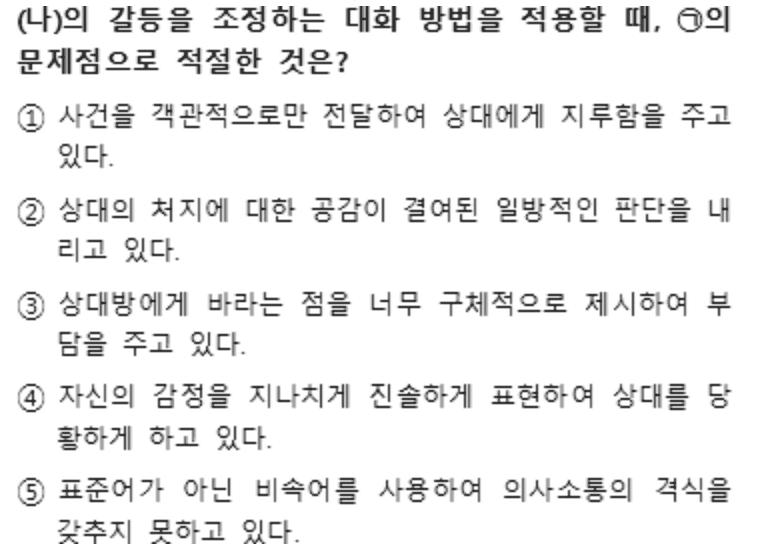 (나)의 갈등을 조정하는 대화 방법을 적용할 때, ㉠의
문제점으로 적절한 것은?
① 사건을 객관적으로만 전달하여 상대에게 지루함을 주고
있다.
② 상대의 처지에 대한 공감이 결여된 일방적인 판단을 내
리고 있다.
③ 상대방에게 바라는 점을 너무 구체적으로 제시하여 부
담을 주고 있다.
④ 자신의 감정을 지나치게 진솔하게 표현하여 상대를 당
황하게 하고 있다.
⑤ 표준어가 아닌 비속어를 사용하여 의사소통의 격식을
갖추지 못하고 있다.